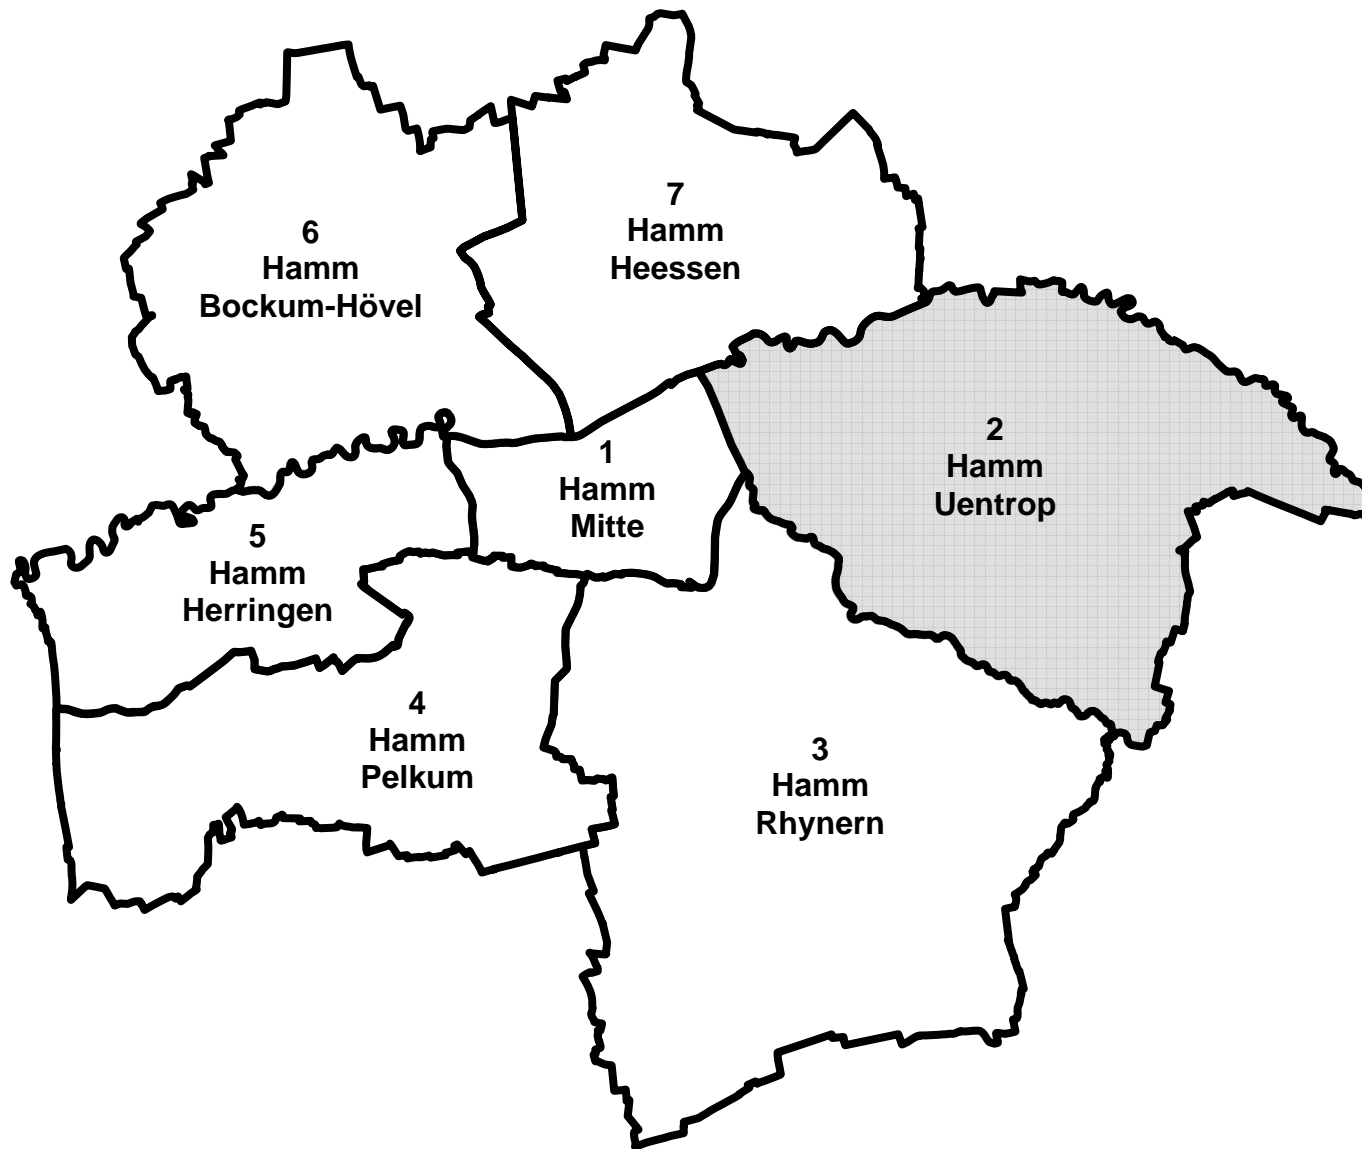 7
Hamm
Heessen
6
Hamm
Bockum-Hövel
2
Hamm
Uentrop
1
Hamm
Mitte
5
Hamm
Herringen
4
Hamm
Pelkum
3
Hamm
Rhynern